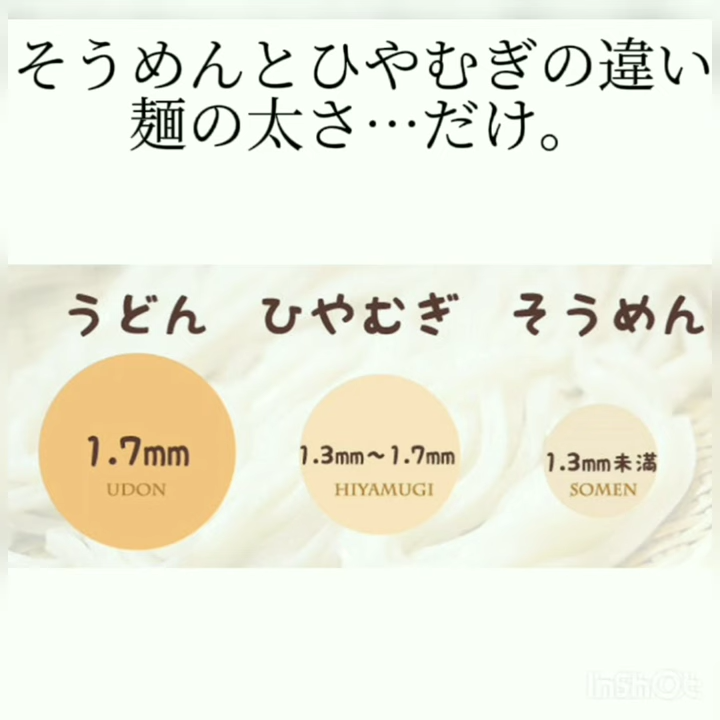 そうめんとひやむぎの違い
麺の太さ…だけ。
うどん ひやむぎ そうめん
1.7mm 1.3mm～1.7mm 1.3mm未満
UDON HIYAMUGI SOMEN
InShOt